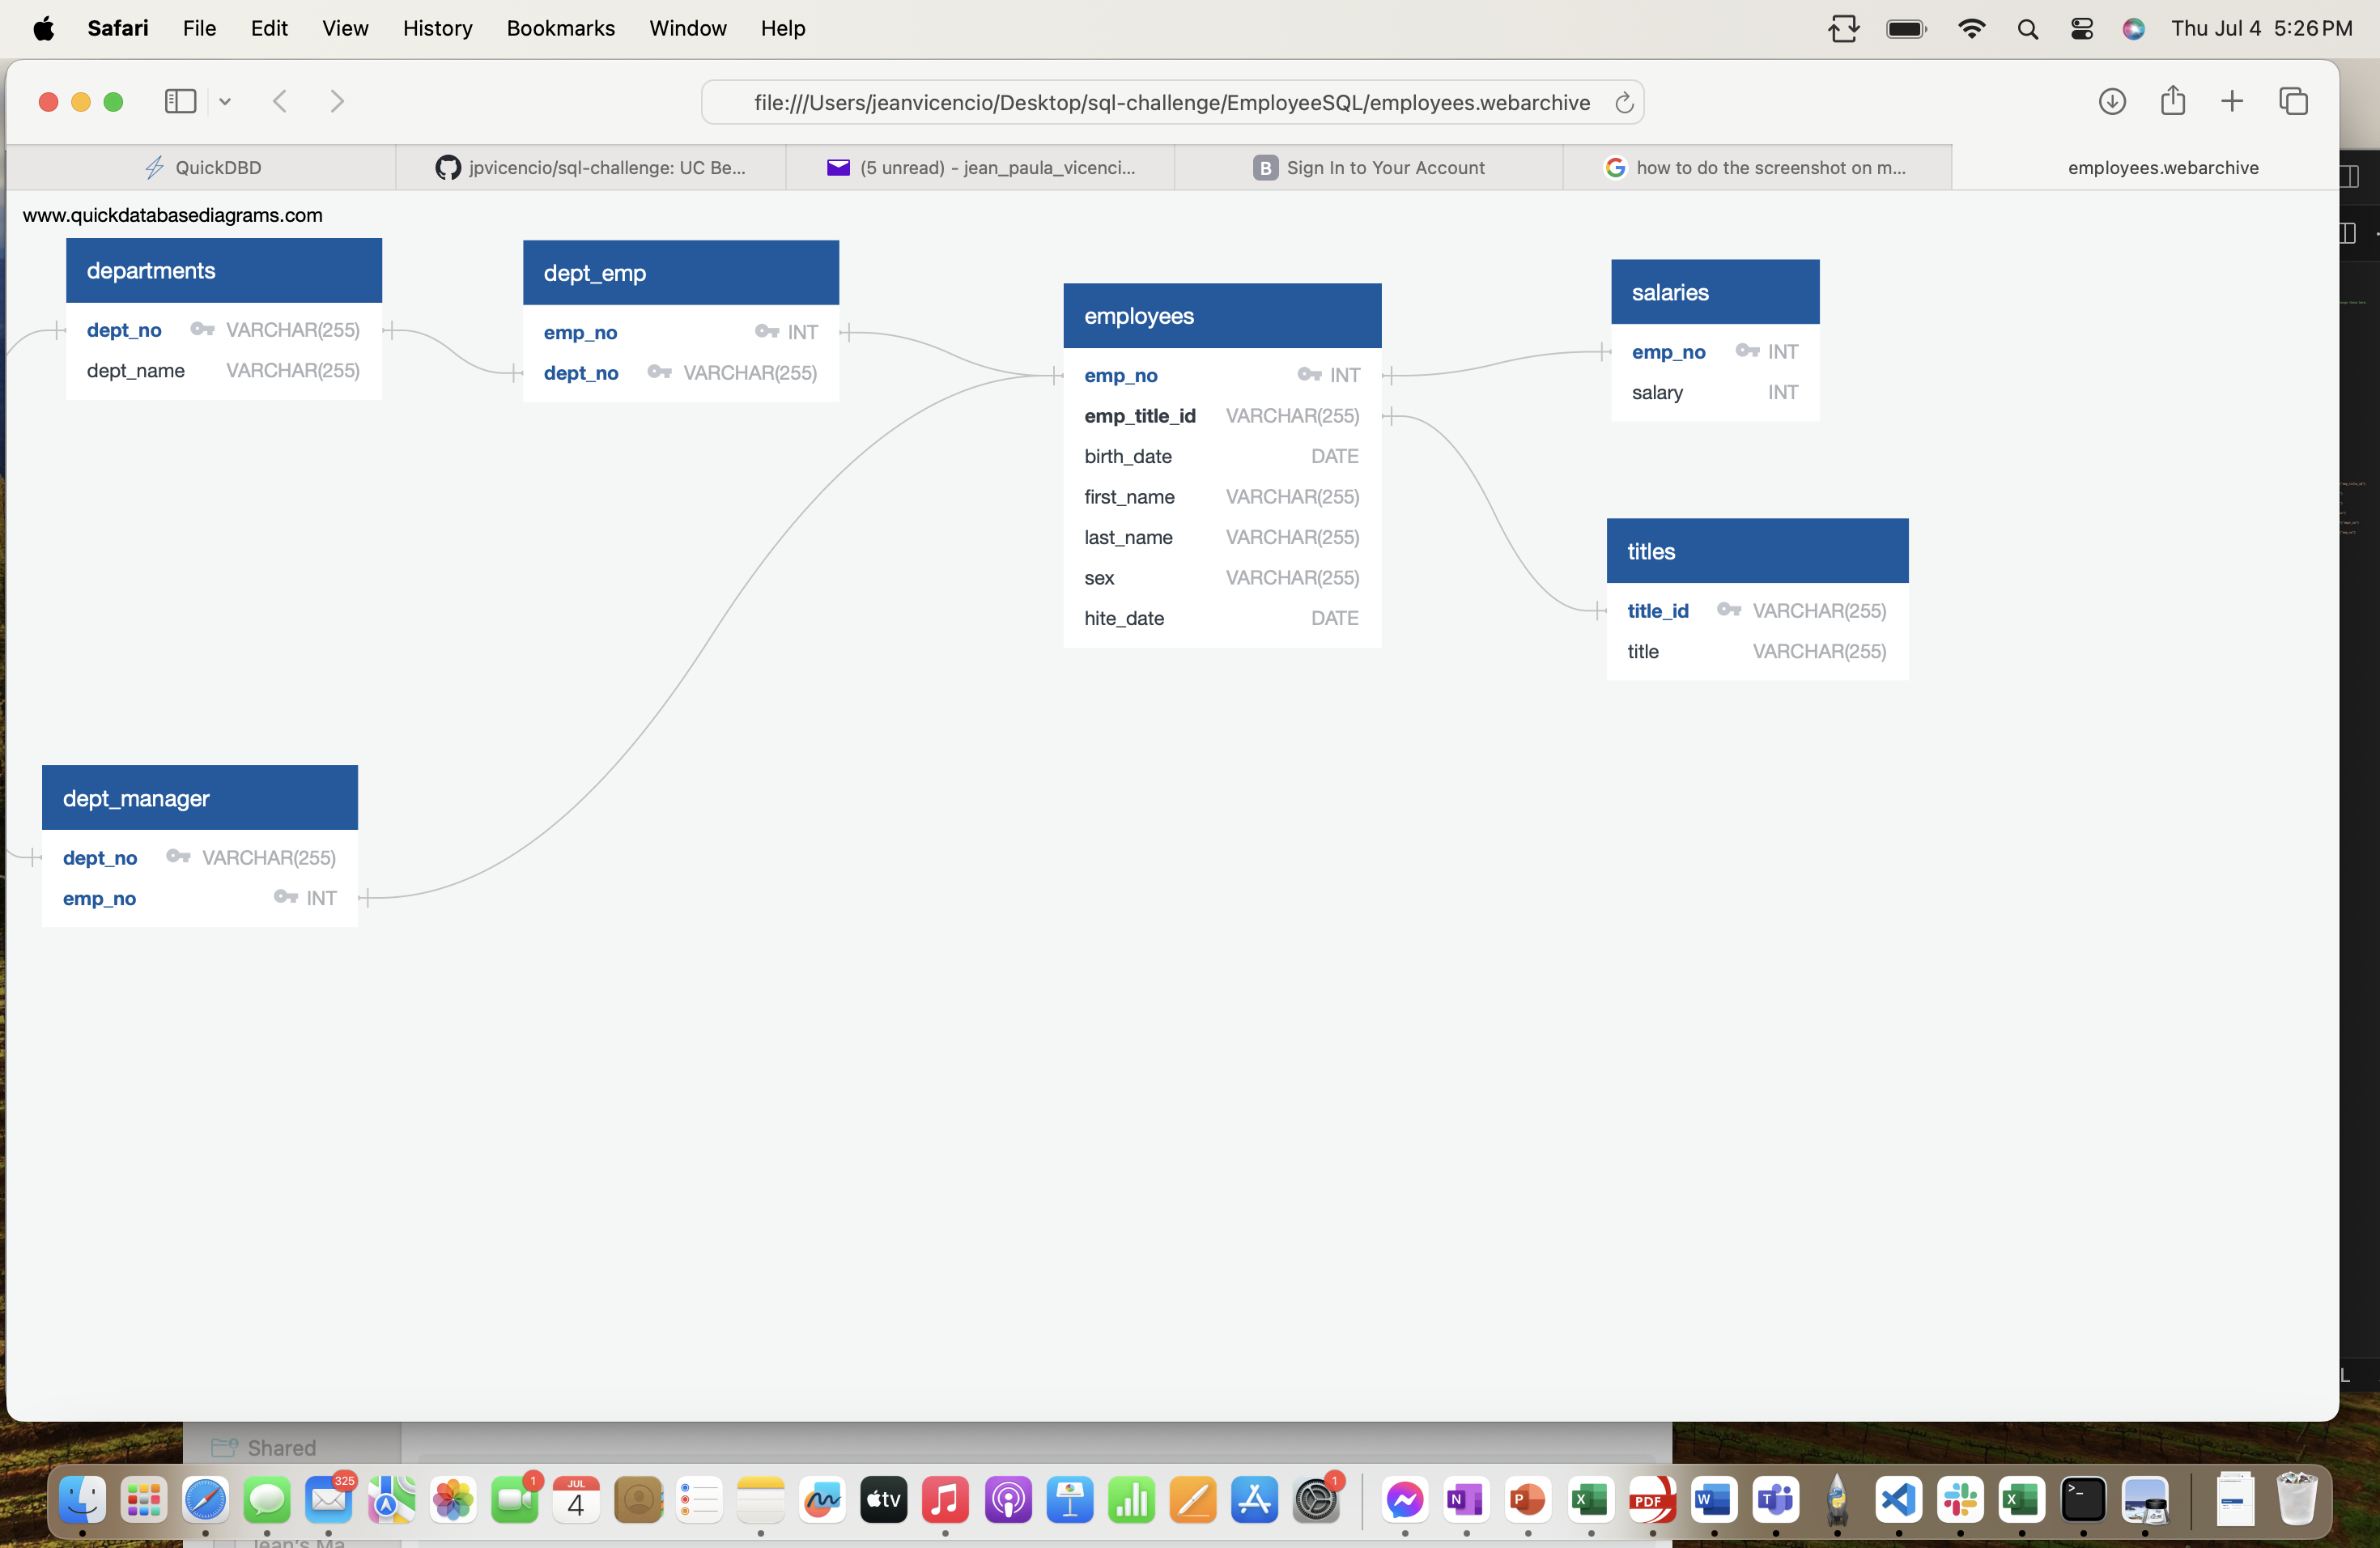 Safari File Edit View History Bookmarks Window Help Thu Jul 4 5:26 PM
file:///Users/jeanvicencio/Desktop/sql-challenge/EmployeeSQL/employees.webarchive
QuickDBD jpvicencio/sql-challenge: UC Be... (5 unread) - jean_paula_vicenci... B Sign In to Your Account how to do the screenshot on m... employees.webarchive
www.quickdatabasediagrams.com
departments
dept_no VARCHAR(255)
dept_name VARCHAR(255)
dept_emp
emp_no INT
dept_no VARCHAR(255)
employees
emp_no INT
emp_title_id VARCHAR(255)
birth_date DATE
first_name VARCHAR(255)
last_name VARCHAR(255)
sex VARCHAR(255)
hite_date DATE
salaries
emp_no INT
salary INT
titles
title_id VARCHAR(255)
title VARCHAR(255)
dept_manager
dept_no VARCHAR(255)
emp_no INT
L
Shared
325 1 JUL 4 tv 1 N P X PDF W T X >_
Jean's Ma